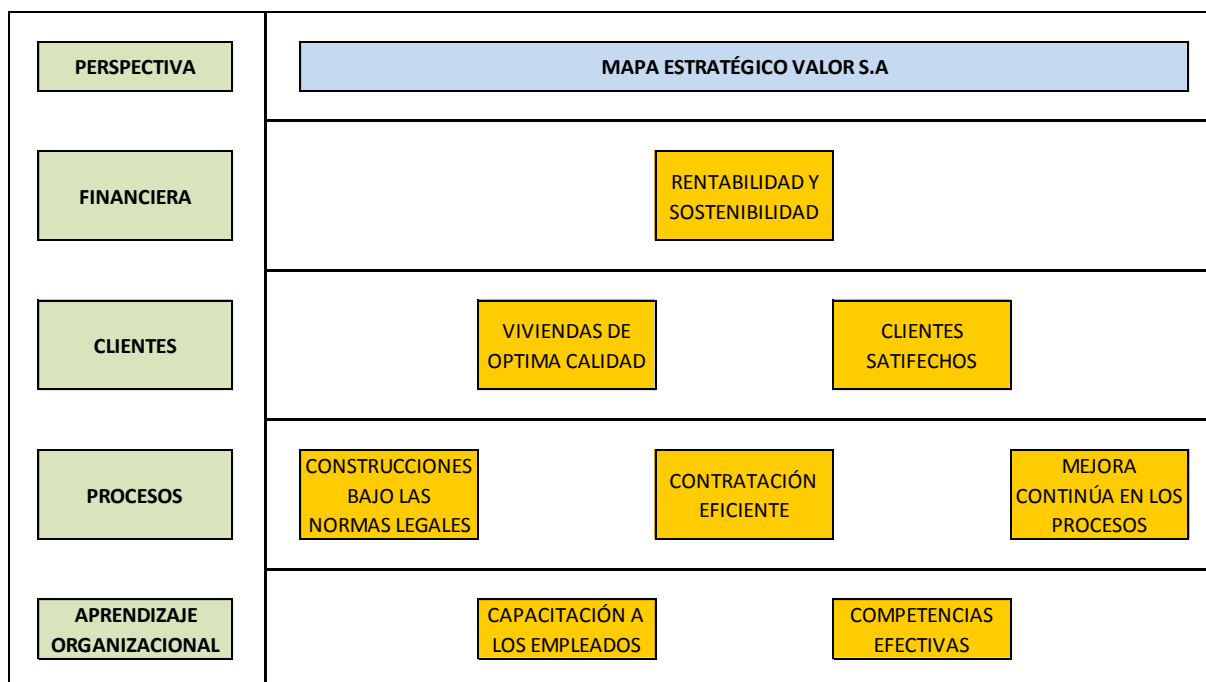 PERSPECTIVA
MAPA ESTRATÉGICO VALOR S.A
FINANCIERA
RENTABILIDAD Y
SOSTENIBILIDAD
CLIENTES
VIVIENDAS DE
OPTIMA CALIDAD
CLIENTES
SATIFECHOS
PROCESOS
CONSTRUCCIONES
BAJO LAS
NORMAS LEGALES
CONTRATACIÓN
EFICIENTE
MEJORA
CONTINÚA EN LOS
PROCESOS
APRENDIZAJE
ORGANIZACIONAL
CAPACITACIÓN A
LOS EMPLEADOS
COMPETENCIAS
EFECTIVAS